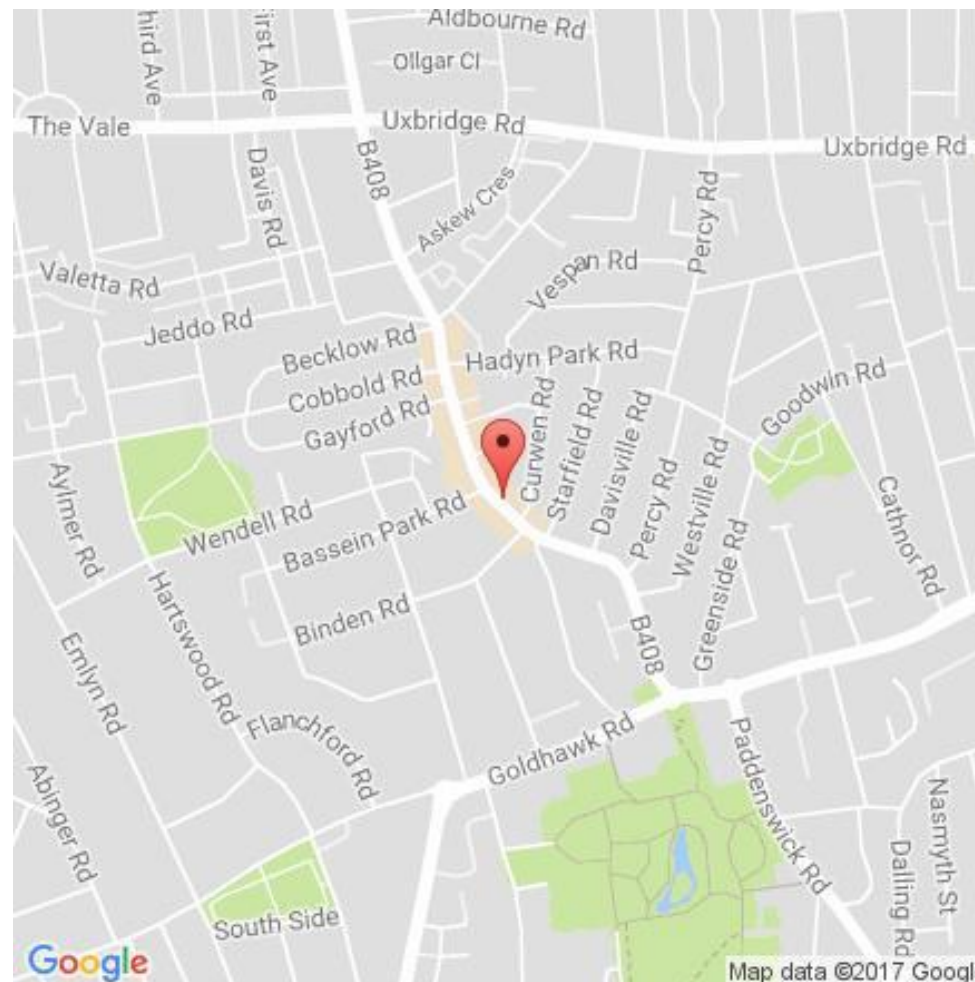 Aldbourne Rd
Third Ave
First Ave
Ollgar Cl
The Vale
Uxbridge Rd
Uxbridge Rd
B408
Davis Rd
Askew Cres
Percy Rd
Valetta Rd
Vespan Rd
Jeddo Rd
Becklow Rd
Hadyn Park Rd
Cobbold Rd
Gayford Rd
Curwen Rd
Starfield Rd
Davisville Rd
Goodwin Rd
Aylmer Rd
Wendell Rd
Bassein Park Rd
Percy Rd
Westville Rd
Cathnor Rd
Greenside Rd
Binden Rd
Hartswood Rd
B408
Emlyn Rd
Flanchford Rd
Goldhawk Rd
Paddenswick Rd
Abinger Rd
Nasmyth St
Dalling Rd
South Side
Google
Map data ©2017 Googl